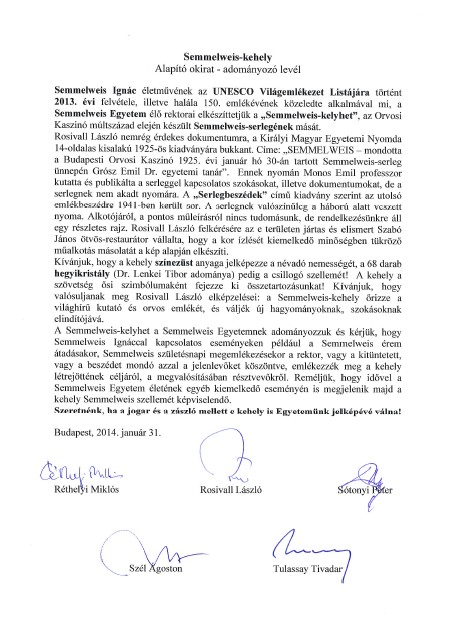 Semmelweis-kehely
Alapító okirat - adományozó levél
Semmelweis Ignác életművének az UNESCO Világemlékezet Listájára történt
2013. évi felvétele, illetve halála 150. emlékének közeledte alkalmával mi, a
Semmelweis Egyetem élő rektorai elkészíttetjük a „Semmelweis-kelyhet”, az Orvosi
Kaszinó múltszázad elején készült Semmelweis-serlegének mását.
Rosivall László nemrég érdekes dokumentumra, a Királyi Magyar Egyetemi Nyomda
14-oldalas kisalakú 1925-ös kiadványára bukkant. Címe: „SEMMELWEIS – mondotta
a Budapesti Orvosi Kaszinó 1925. évi január hó 30-án tartott Semmelweis-serleg
ünnepén Grósz Emil Dr. egyetemi tanár”. Ennek nyomán Monos Emil professzor
kutatta és publikálta a serleggel kapcsolatos szokásokat, illetve dokumentumokat, de a
serlegnek nem akadt nyomára. A „Serlegbeszédek” című kiadvány szerint az utolsó
emlékbeszédre 1941-ben került sor. A serlegnek valószínűleg a háború alatt veszett
nyoma. Alkotójáról, a pontos műleírásról nincs tudomásunk, de rendelkezésünkre áll
egy részletes rajz. Rosivall László felkérésére az e területen jártas és elismert Szabó
János ötvös-restaurátor vállalta, hogy a kor ízlését kiemelkedő minőségben tükröző
műalkotás másolatát a kép alapján elkészíti.
Kívánjuk, hogy a kehely színezüst anyaga jelképezze a névadó nemességét, a 68 darab
hegyikristály (Dr. Lenkei Tibor adománya) pedig a csillogó szellemét! A kehely a
szövetség ősi szimbólumaként fejezze ki összetartásunkat! Kívánjuk, hogy
valósuljanak meg Rosivall László elképzelései: a Semmelweis-kehely őrizze a
világhírű kutató és orvos emlékét, és váljék új hagyományoknak, szokásoknak
elindítójává.
A Semmelweis-kelyhet a Semmelweis Egyetemnek adományozzuk és kérjük, hogy
Semmelweis Ignáccal kapcsolatos eseményeken például a Semmelweis érem
átadásakor, Semmelweis születésnapi megemlékezésekor a rektor, vagy a kitüntetett,
vagy a beszédet mondó azzal a jelenlevőket köszöntve, emlékezzék meg a kehely
létrejöttének céljáról, a megvalósításában résztvevőkről. Reméljük, hogy idővel a
Semmelweis Egyetem életének egyéb kiemelkedő eseményein is megjelenik majd a
kehely Semmelweis szellemét képviselendő.
Szeretnénk, ha a jogar és a zászló mellett e kehely is Egyetemünk jelképévé válna!
Budapest, 2014. január 31.
Réthelyi Miklós
Rosivall László
Sótonyi Péter
Szél Ágoston
Tulassay Tivadar